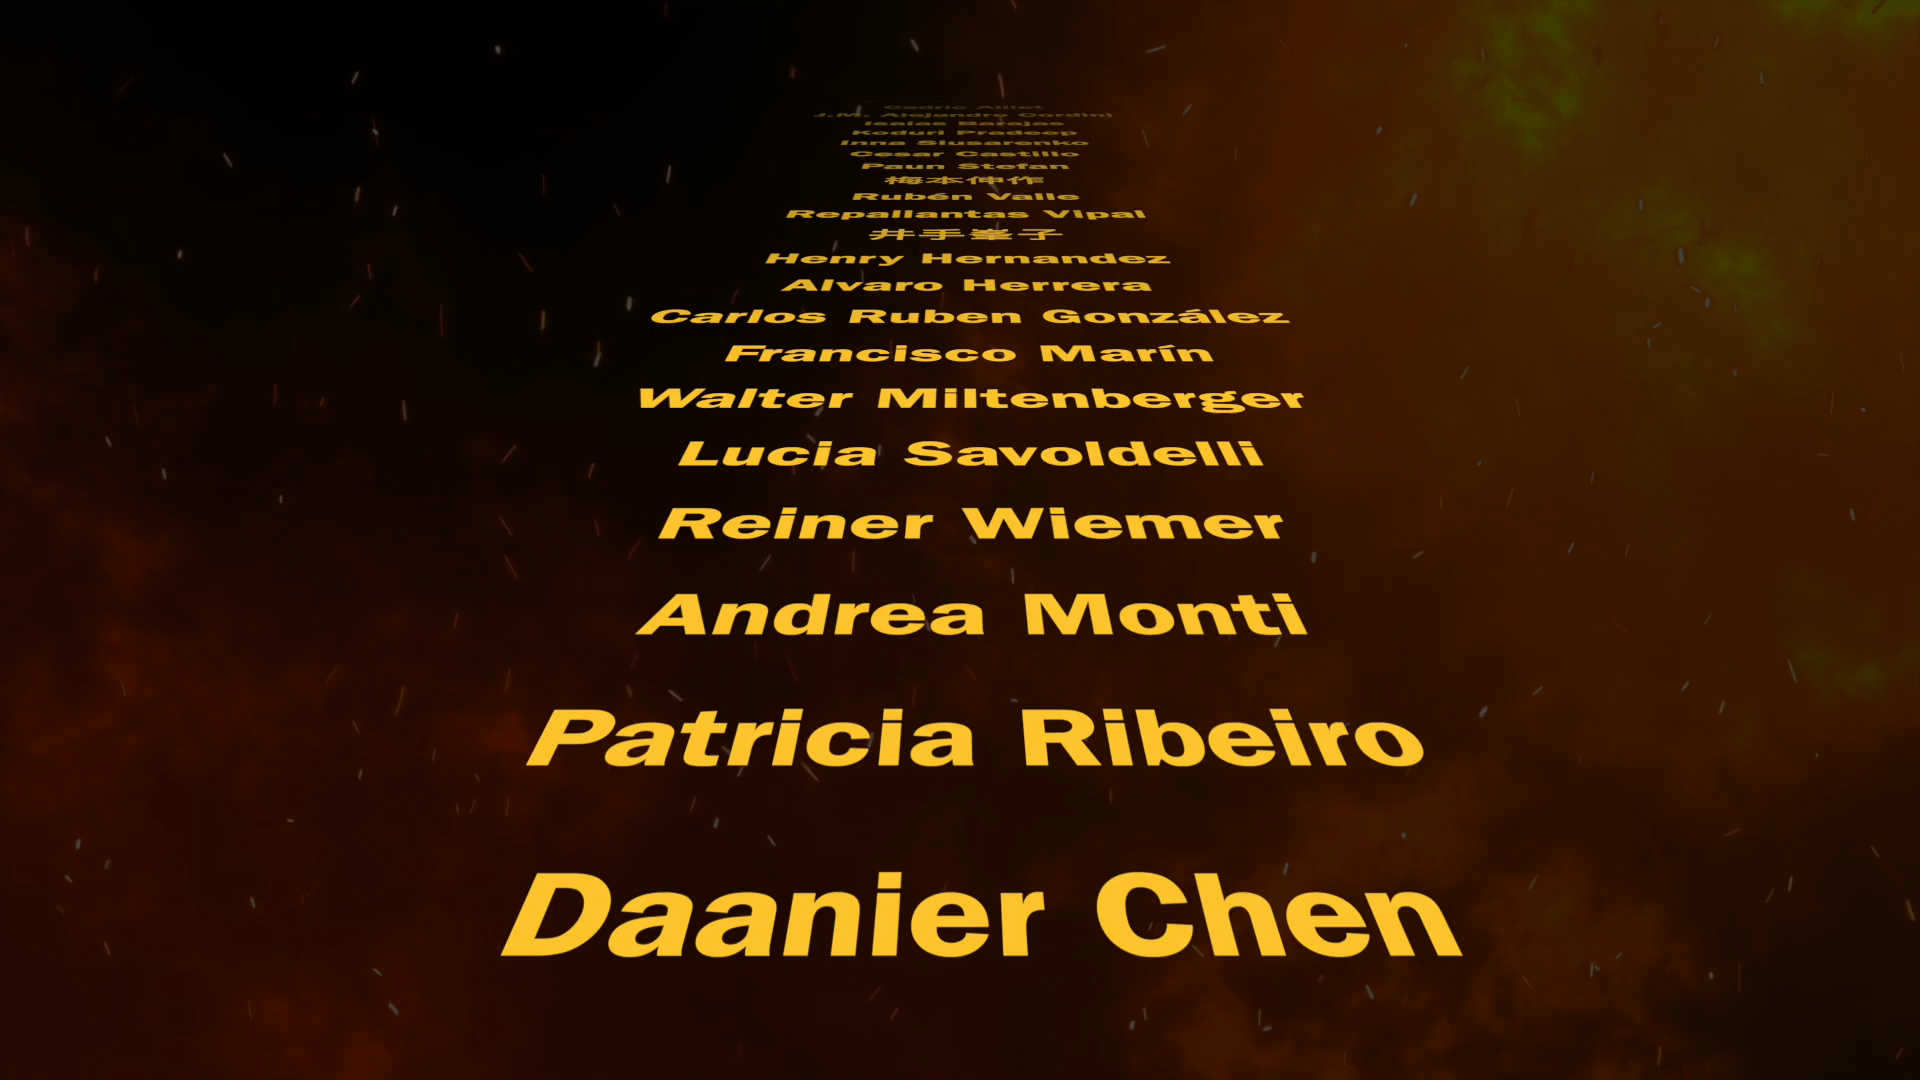 Cedric Alliet
J.M. Alejandro Cordini
Isaias Barajas
Koduri Pradeep
Inna Slusarenko
Cesar Castillo
Paun Stefan
梅本伸作
Rubén Valle
Repallantas Vipal
井手峯子
Henry Hernandez
Alvaro Herrera
Carlos Ruben González
Francisco Marín
Walter Miltenberger
Lucia Savoldelli
Reiner Wiemer
Andrea Monti
Patricia Ribeiro
Daanier Chen